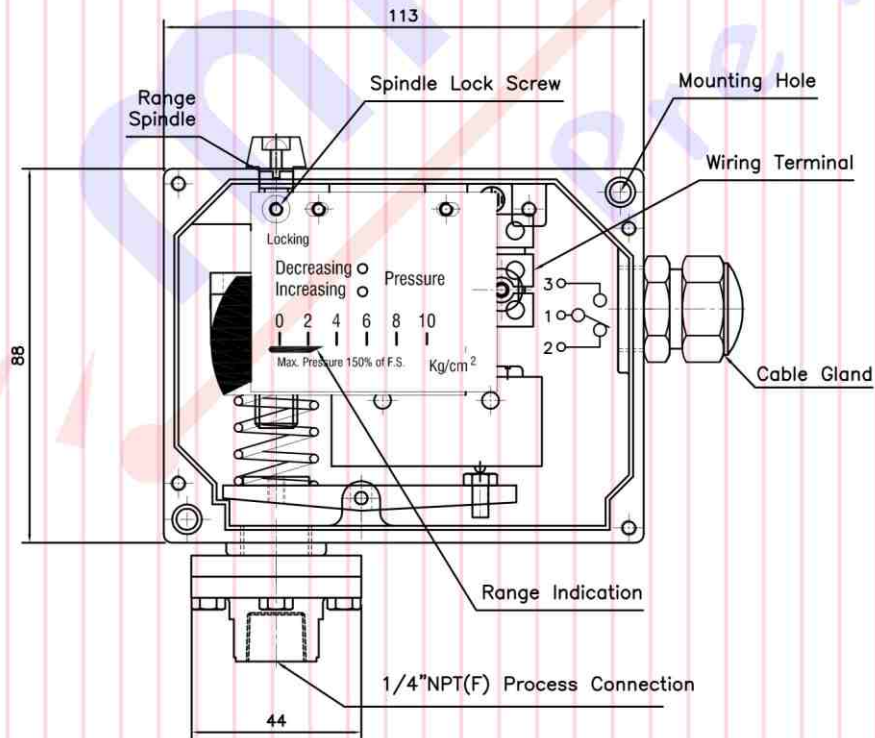 113
Spindle Lock Screw
Mounting Hole
Range
Spindle
Wiring Terminal
Locking
Decreasing
Increasing
Pressure
0 2 4 6 8 10
Max. Pressure 150% of F.S. Kg/cm²
3
1
2
88
Cable Gland
Range Indication
1/4"NPT(F) Process Connection
44